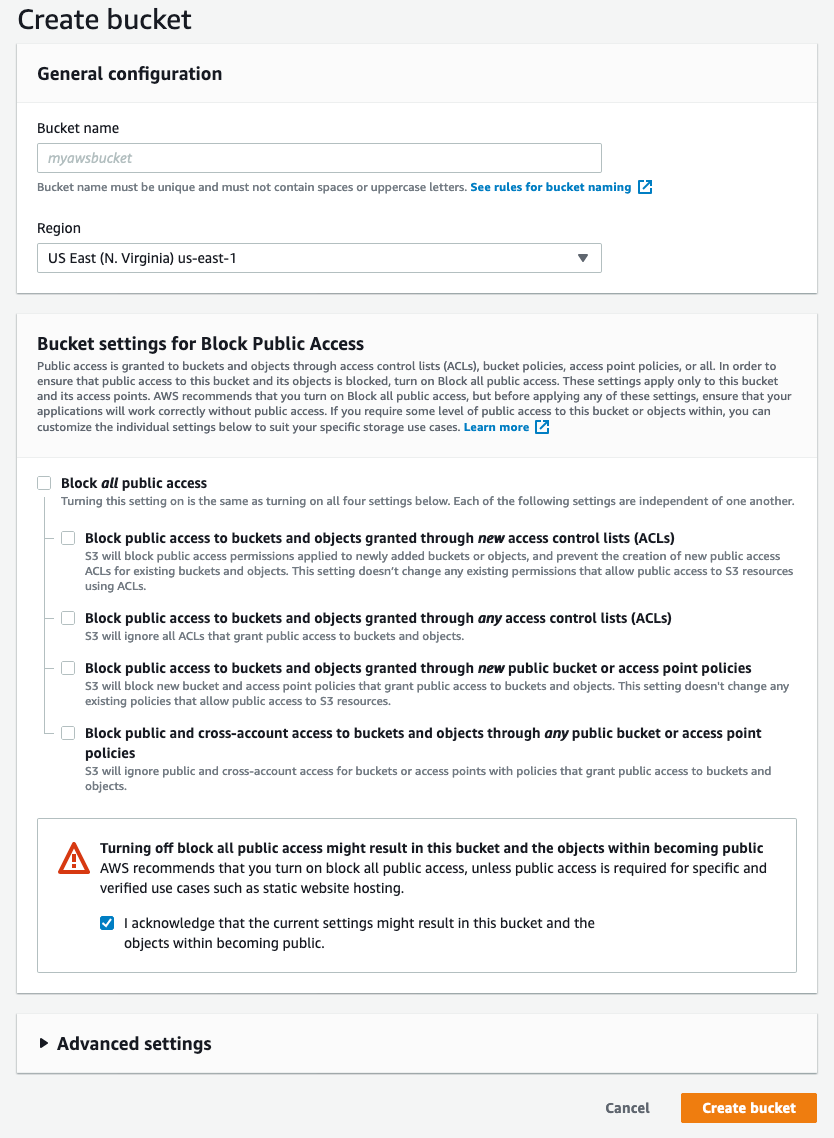 Create bucket
General configuration
Bucket name
myawsbucket
Bucket name must be unique and must not contain spaces or uppercase letters. See rules for bucket naming
Region
US East (N. Virginia) us-east-1
Bucket settings for Block Public Access
Public access is granted to buckets and objects through access control lists (ACLs), bucket policies, access point policies, or all. In order to
ensure that public access to this bucket and its objects is blocked, turn on Block all public access. These settings apply only to this bucket
and its access points. AWS recommends that you turn on Block all public access, but before applying any of these settings, ensure that your
applications will work correctly without public access. If you require some level of public access to this bucket or objects within, you can
customize the individual settings below to suit your specific storage use cases. Learn more
Block all public access
Turning this setting on is the same as turning on all four settings below. Each of the following settings are independent of one another.
Block public access to buckets and objects granted through new access control lists (ACLs)
S3 will block public access permissions applied to newly added buckets or objects, and prevent the creation of new public access
ACLs for existing buckets and objects. This setting doesn't change any existing permissions that allow public access to S3 resources
using ACLs.
Block public access to buckets and objects granted through any access control lists (ACLs)
S3 will ignore all ACLs that grant public access to buckets and objects.
Block public access to buckets and objects granted through new public bucket or access point policies
S3 will block new bucket and access point policies that grant public access to buckets and objects. This setting doesn't change any
existing policies that allow public access to S3 resources.
Block public and cross-account access to buckets and objects through any public bucket or access point
policies
S3 will ignore public and cross-account access for buckets or access points with policies that grant public access to buckets and
objects.
Turning off block all public access might result in this bucket and the objects within becoming public
AWS recommends that you turn on block all public access, unless public access is required for specific and
verified use cases such as static website hosting.
I acknowledge that the current settings might result in this bucket and the
objects within becoming public.
Advanced settings
Cancel
Create bucket